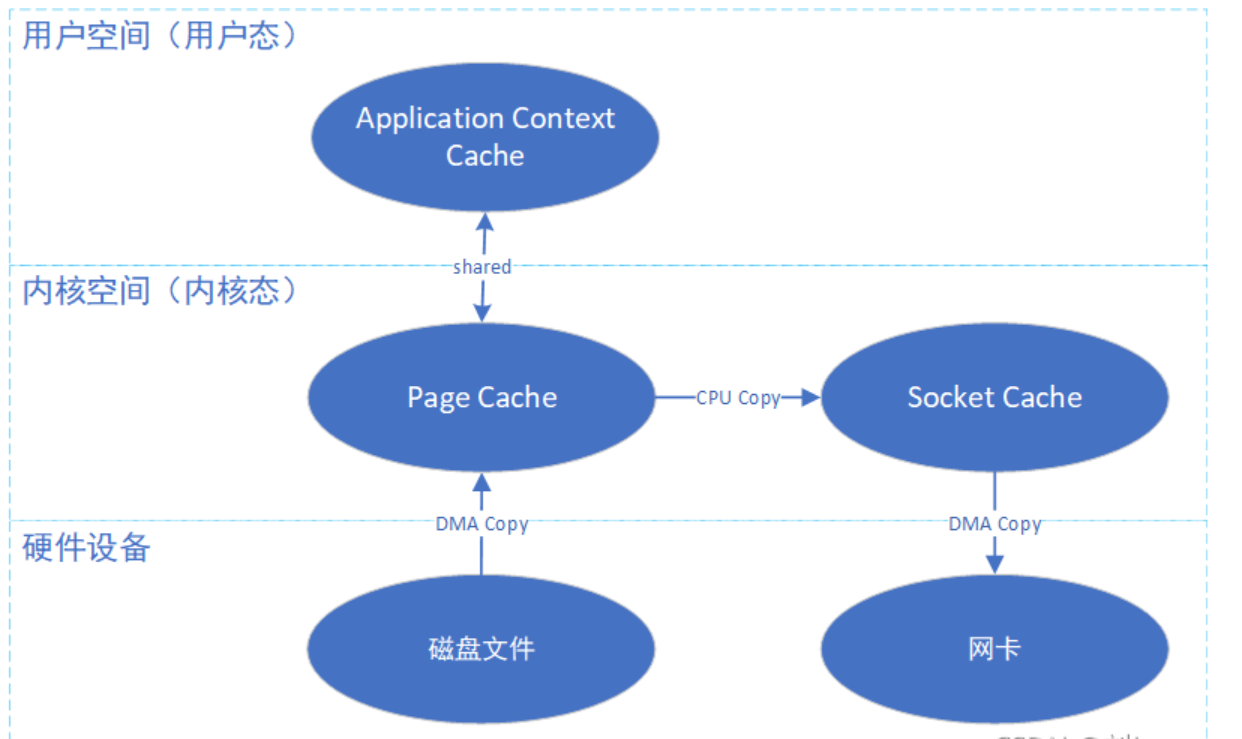 用户空间（用户态）
Application Context
Cache
shared
内核空间（内核态）
Page Cache
CPU Copy
Socket Cache
DMA Copy
DMA Copy
硬件设备
磁盘文件
网卡